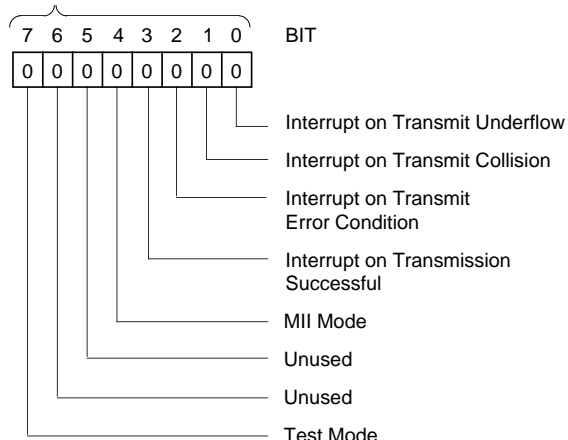 7 6 5 4 3 2 1 0 BIT
0 0 0 0 0 0 0 0
Interrupt on Transmit Underflow
Interrupt on Transmit Collision
Interrupt on Transmit
Error Condition
Interrupt on Transmission
Successful
MII Mode
Unused
Unused
Test Mode